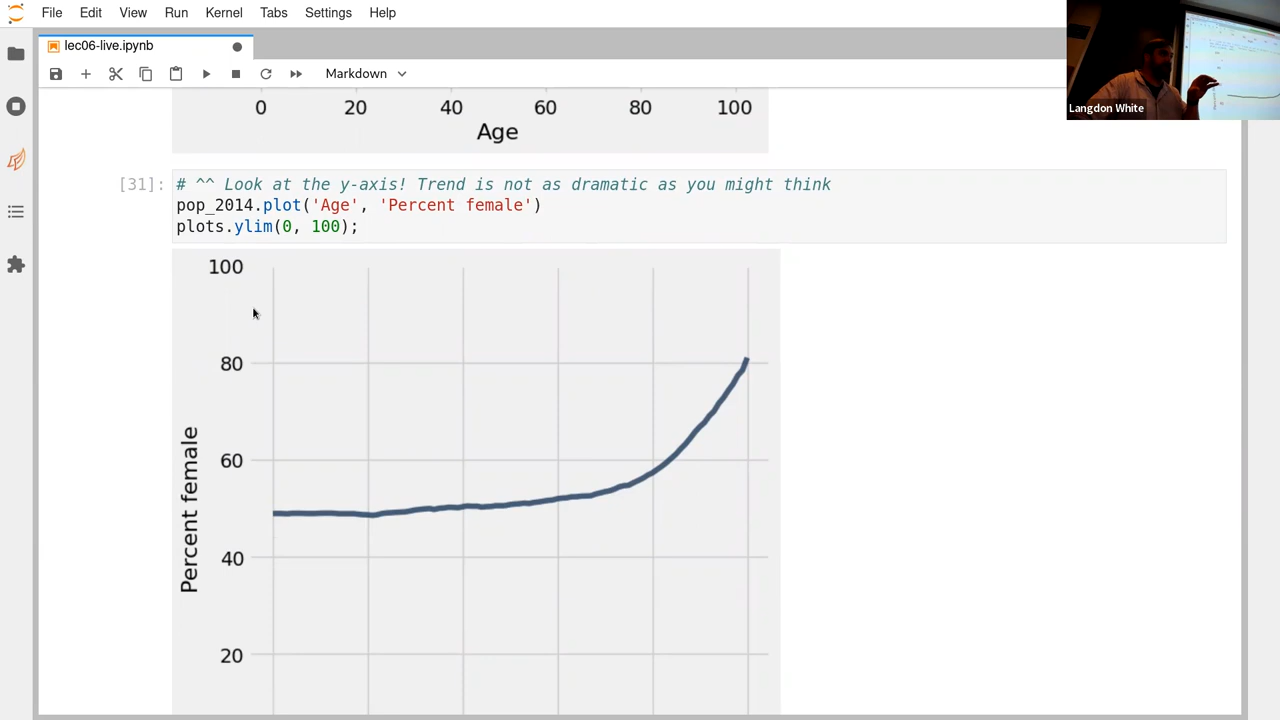 File Edit View Run Kernel Tabs Settings Help
lec06-live.ipynb
Markdown
Langdon White
0 20 40 60 80 100
Age
[31]:
# ^^ Look at the y-axis! Trend is not as dramatic as you might think
pop_2014.plot('Age', 'Percent female')
plots.ylim(0, 100);
100
80
60
40
20
Percent female